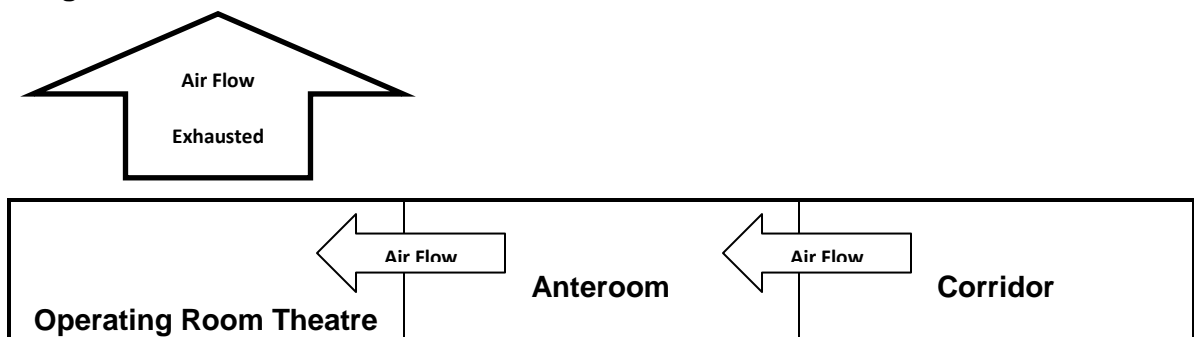 Air Flow
Exhausted
Air Flow
Air Flow
Anteroom
Corridor
Operating Room Theatre